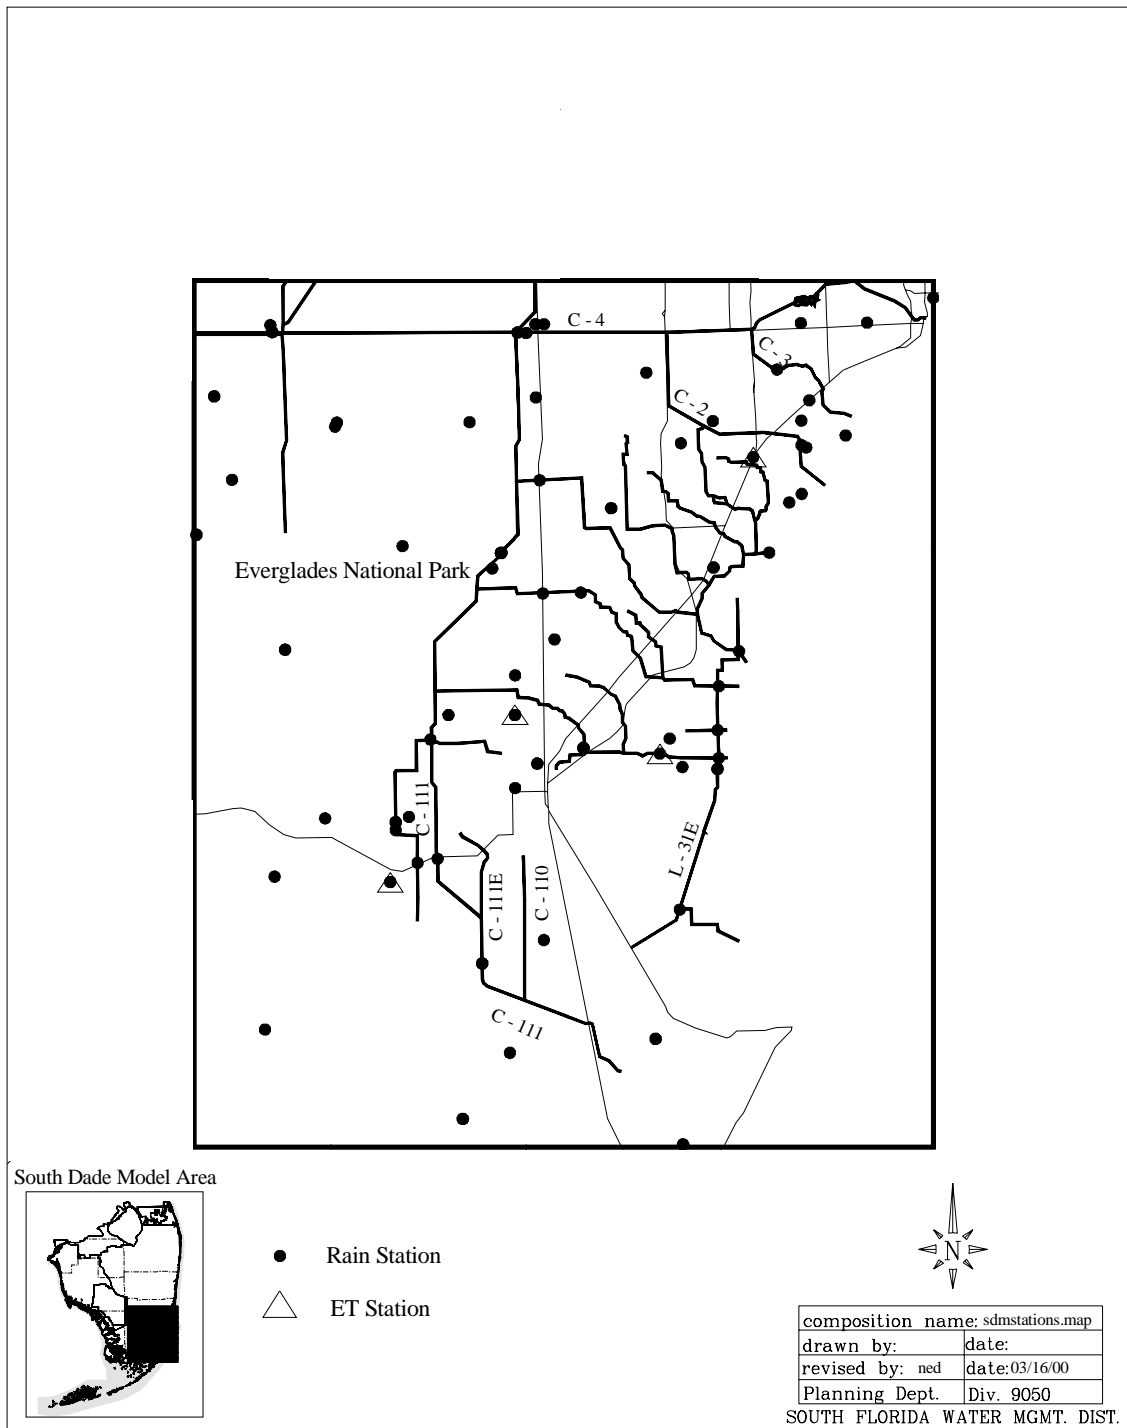 C - 4
C - 3
C - 2
Everglades National Park
C - 111
L - 31E
C - 111E
C - 110
C - 111
South Dade Model Area
Rain Station
ET Station
N
composition name: sdmstations.map
drawn by: date:
revised by: ned date: 03/16/00
Planning Dept. Div. 9050
SOUTH FLORIDA WATER MGMT. DIST.